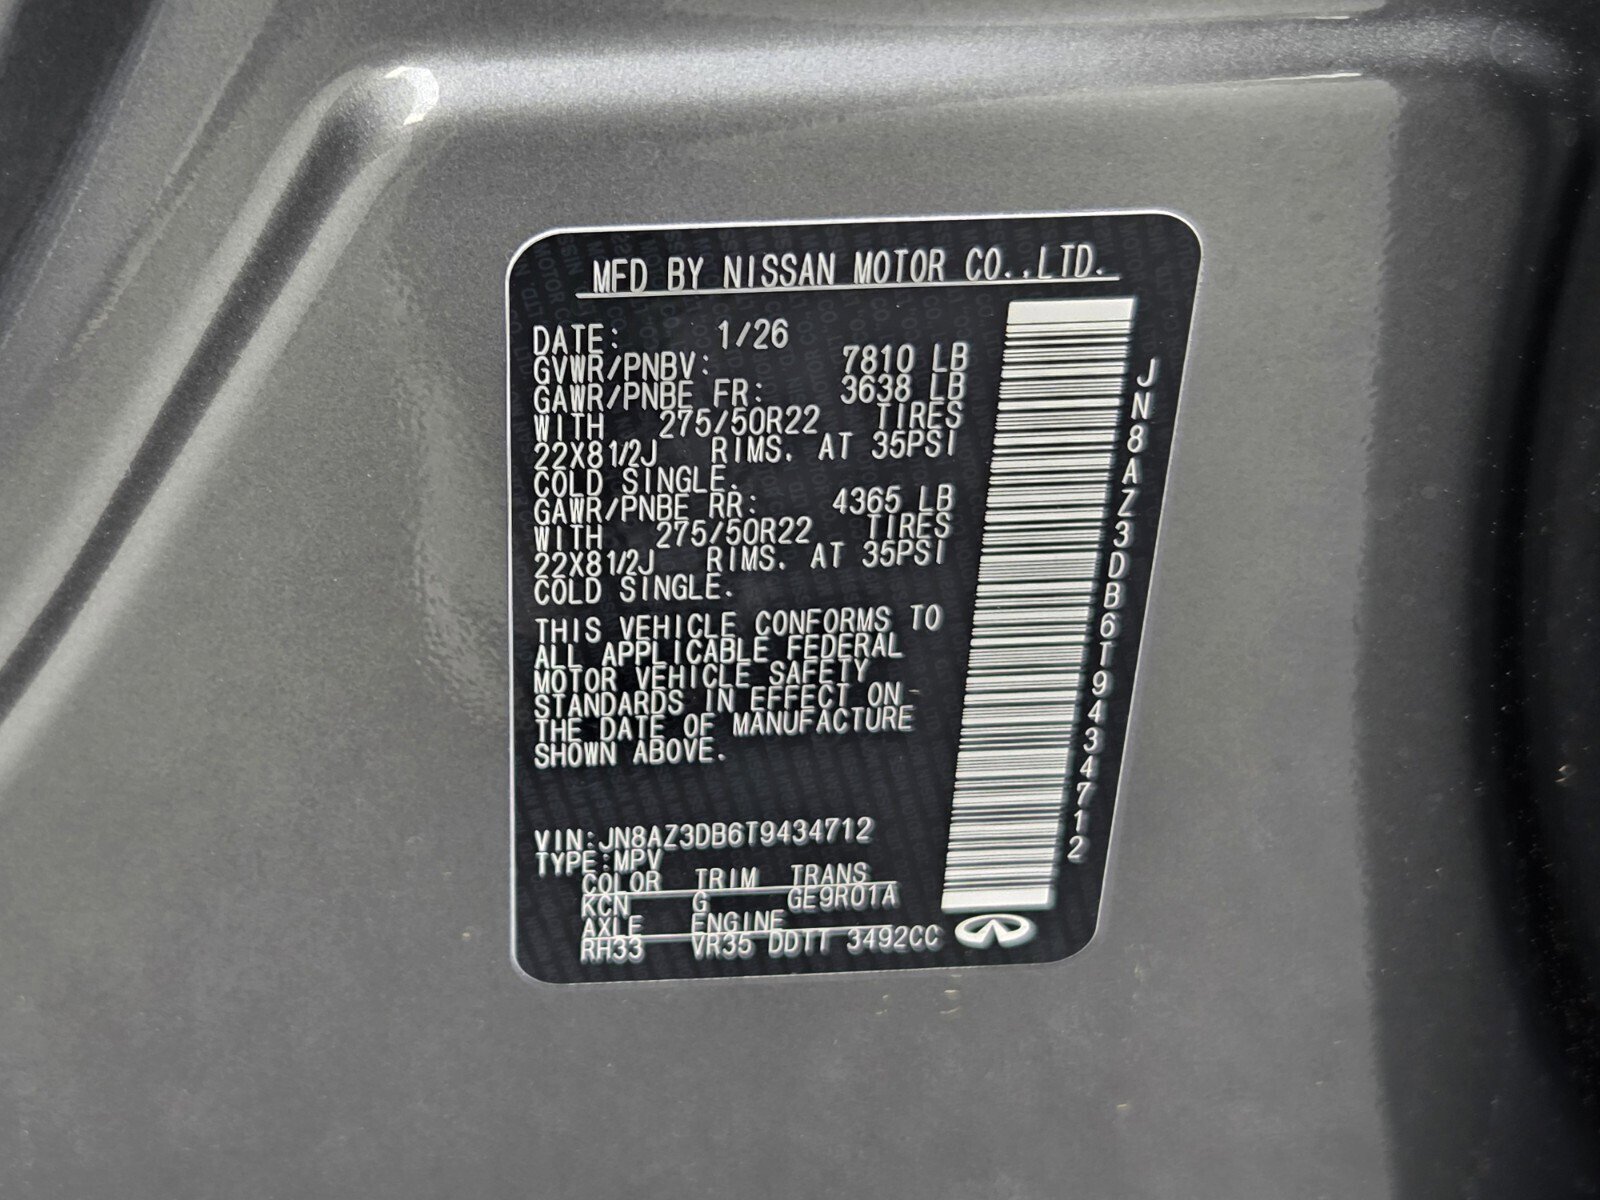 MFD BY NISSAN MOTOR CO.,LTD.
DATE: 1/26
GVWR/PNBV: 7810 LB
GAWR/PNBE FR: 3638 LB
WITH 275/50R22 TIRES
22X8 1/2J RIMS. AT 35PSI
COLD SINGLE.
GAWR/PNBE RR: 4365 LB
WITH 275/50R22 TIRES
22X8 1/2J RIMS. AT 35PSI
COLD SINGLE.
THIS VEHICLE CONFORMS TO
ALL APPLICABLE FEDERAL
MOTOR VEHICLE SAFETY
STANDARDS IN EFFECT ON
THE DATE OF MANUFACTURE
SHOWN ABOVE.
VIN:JN8AZ3DB6T9434712
TYPE:MPV
COLOR TRIM TRANS
KCN G GE9R01A
AXLE ENGINE
RH33 VR35 DDTT 3492CC
JN8AZ3DB6T9434712